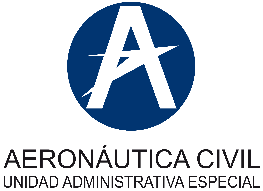 A
AERONÁUTICA CIVIL
UNIDAD ADMINISTRATIVA ESPECIAL